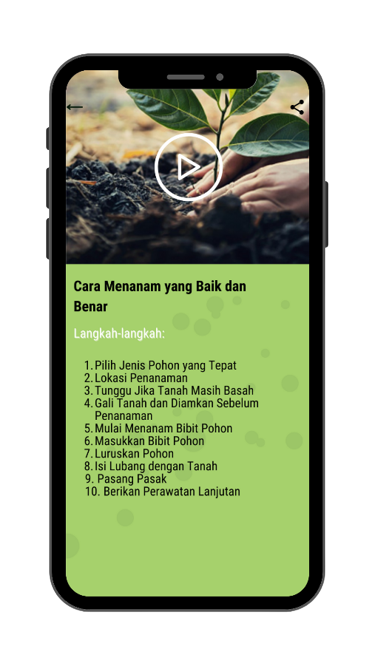 Cara Menanam yang Baik dan
Benar
Langkah-langkah:
1. Pilih Jenis Pohon yang Tepat
2. Lokasi Penanaman
3. Tunggu Jika Tanah Masih Basah
4. Gali Tanah dan Diamkan Sebelum
Penanaman
5. Mulai Menanam Bibit Pohon
6. Masukkan Bibit Pohon
7. Luruskan Pohon
8. Isi Lubang dengan Tanah
9. Pasang Pasak
10. Berikan Perawatan Lanjutan